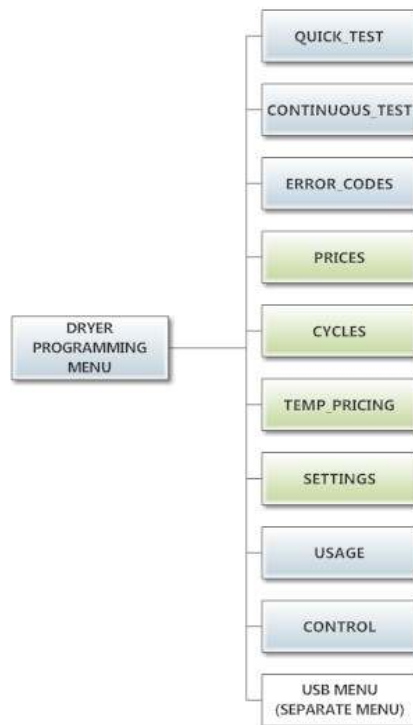 QUICK_TEST
CONTINUOUS_TEST
ERROR_CODES
PRICES
DRYER
PROGRAMMING
MENU
CYCLES
TEMP_PRICING
SETTINGS
USAGE
CONTROL
USB MENU
(SEPARATE MENU)